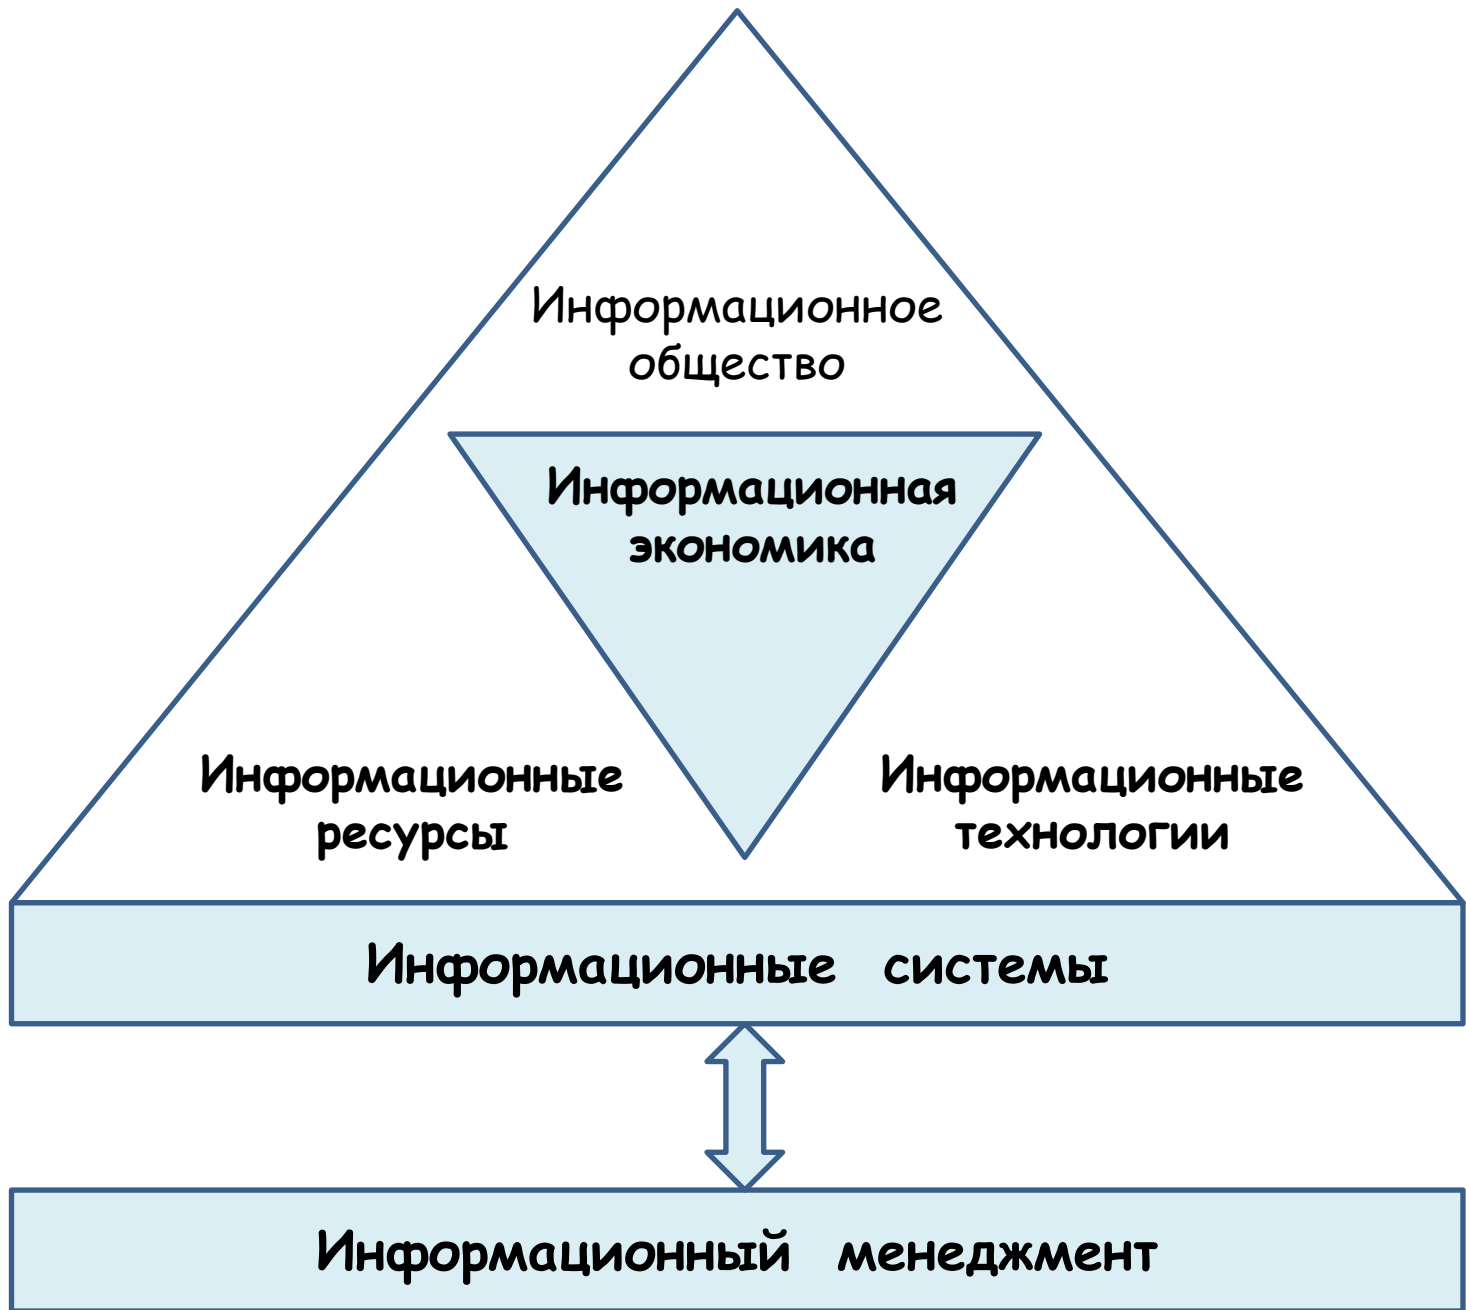 Информационное
общество
Информационная
экономика
Информационные
ресурсы
Информационные
технологии
Информационные системы
Информационный менеджмент